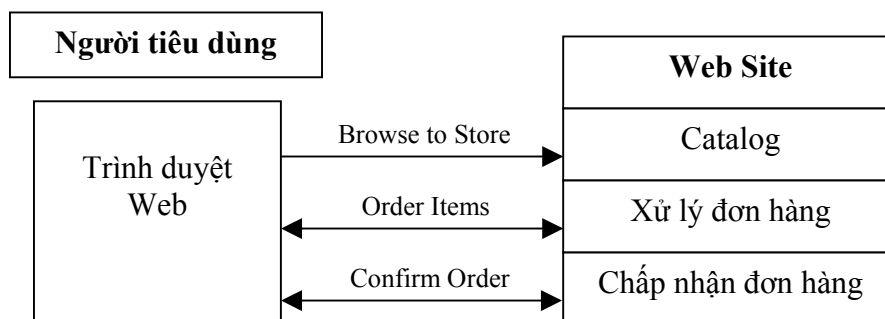 Người tiêu dùng
Web Site
Trình duyệt
Web
Browse to Store
Catalog
Order Items
Xử lý đơn hàng
Confirm Order
Chấp nhận đơn hàng